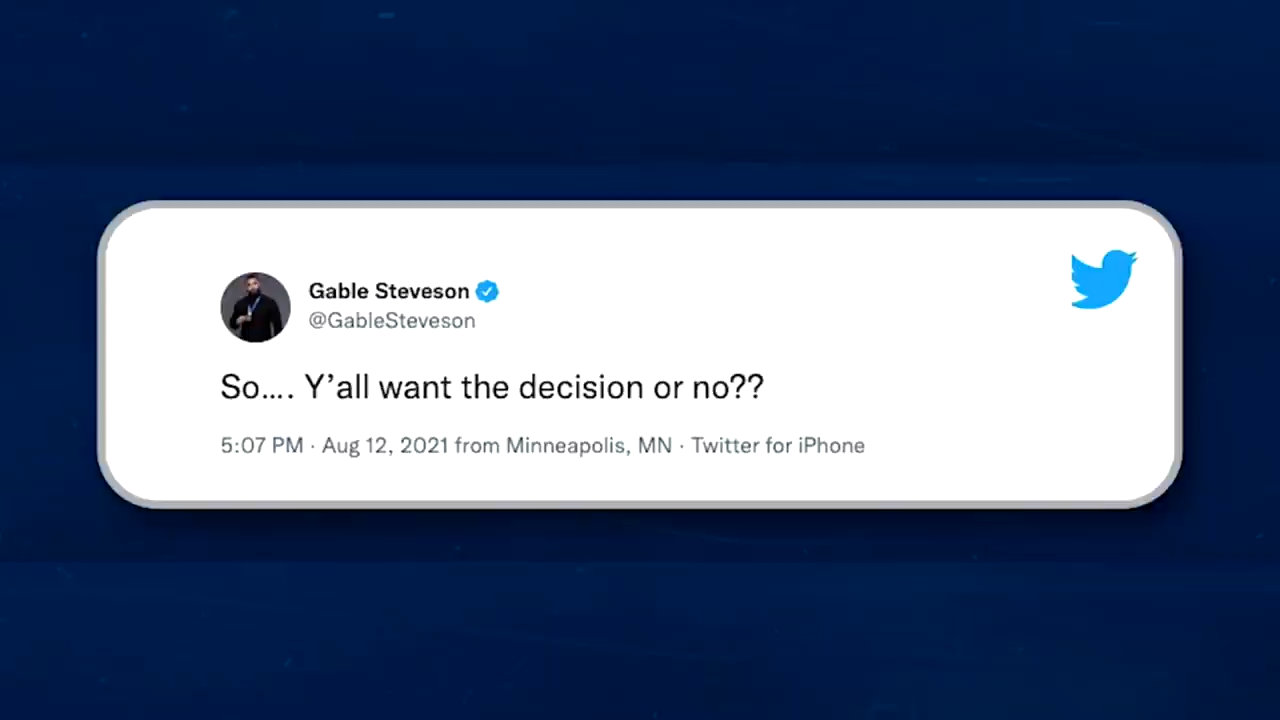 Gable Steveson
@GableSteveson
So.... Y’all want the decision or no??
5:07 PM · Aug 12, 2021 from Minneapolis, MN · Twitter for iPhone